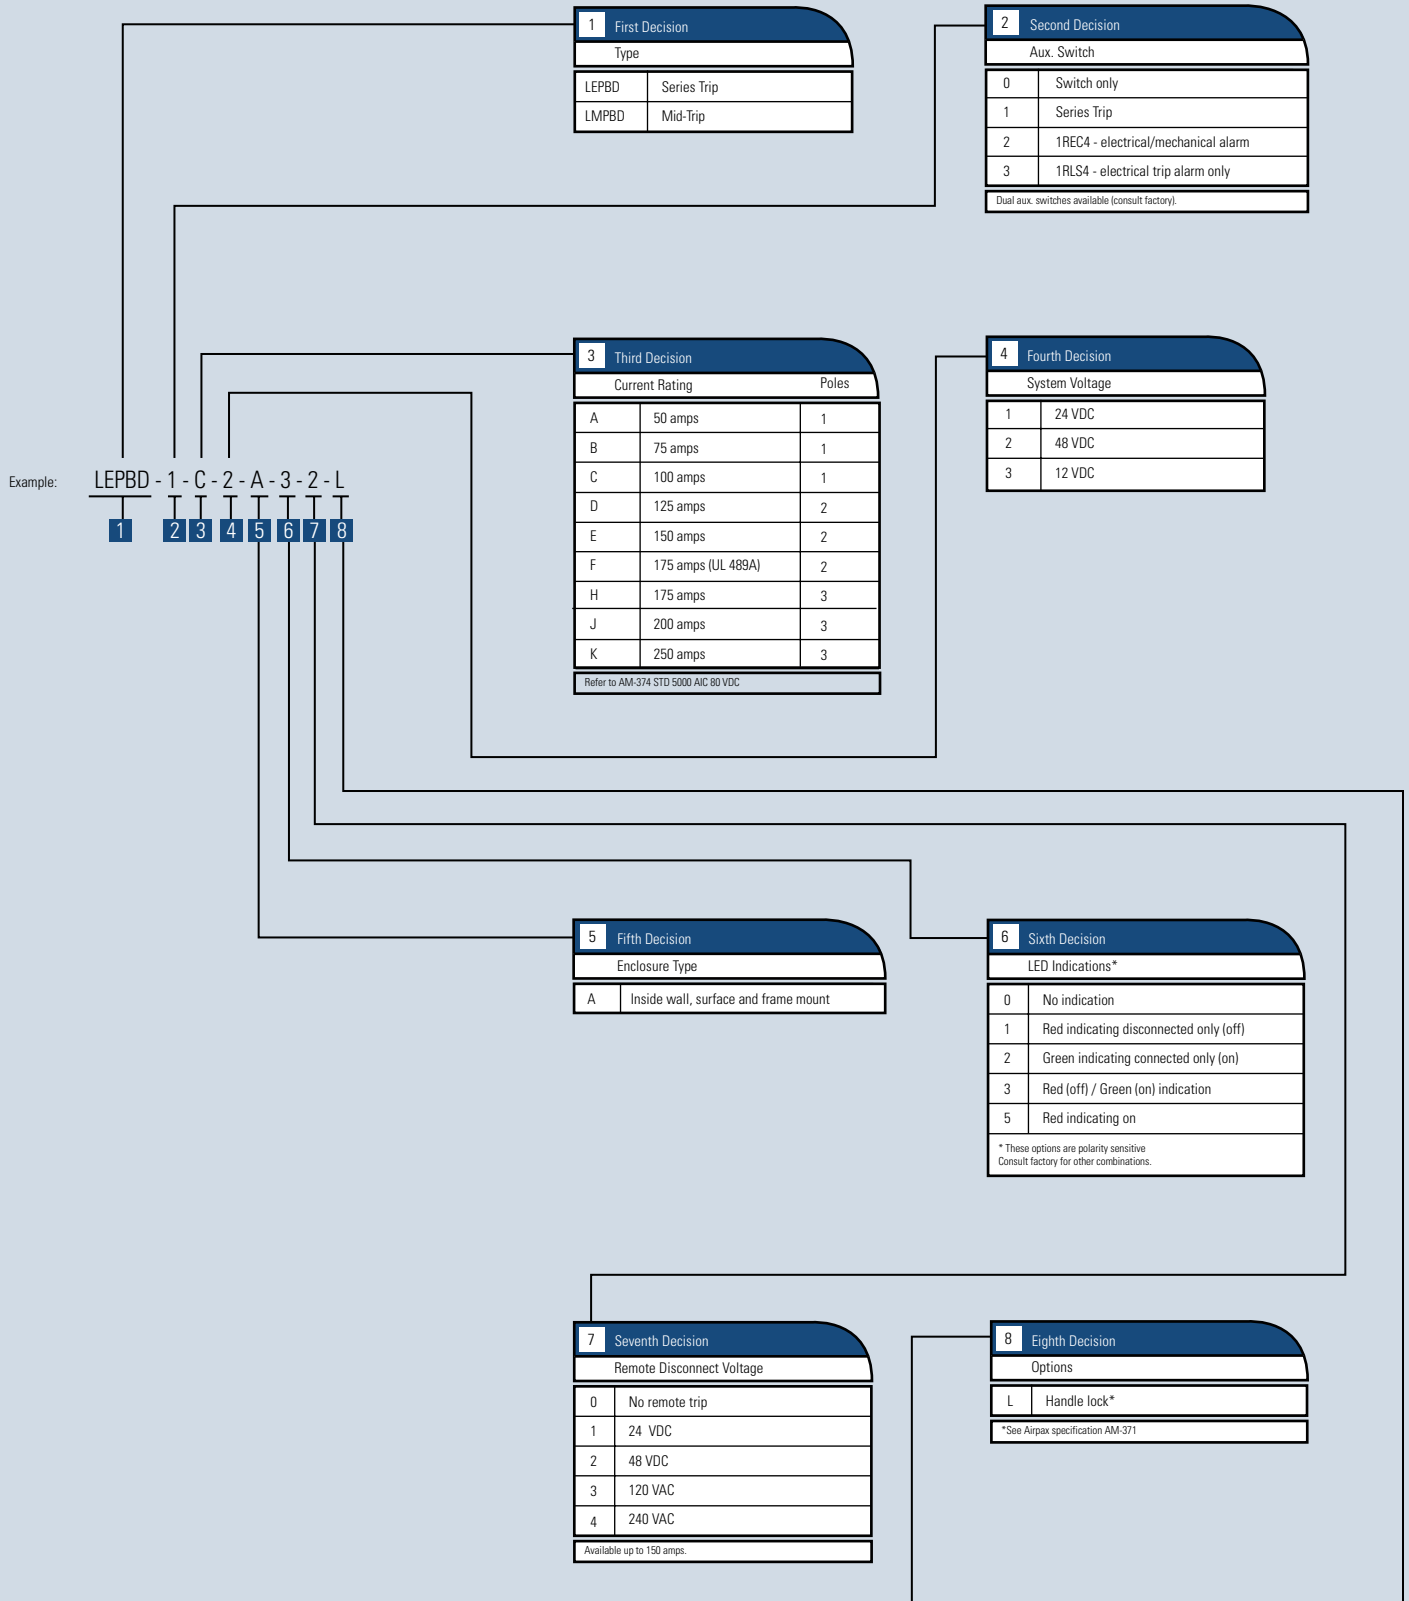 1 First Decision
Type
LEPBD Series Trip
LMPBD Mid-Trip
2 Second Decision
Aux. Switch
0 Switch only
1 Series Trip
2 1REC4 - electrical/mechanical alarm
3 1RLS4 - electrical trip alarm only
Dual aux. switches available (consult factory).
3 Third Decision
Current Rating Poles
A 50 amps 1
B 75 amps 1
C 100 amps 1
D 125 amps 2
E 150 amps 2
F 175 amps (UL 489A) 2
H 175 amps 3
J 200 amps 3
K 250 amps 3
Refer to AM-374 STD 5000 AIC 80 VDC
4 Fourth Decision
System Voltage
1 24 VDC
2 48 VDC
3 12 VDC
Example: LEPBD - 1 - C - 2 - A - 3 - 2 - L
1 2 3 4 5 6 7 8
5 Fifth Decision
Enclosure Type
A Inside wall, surface and frame mount
6 Sixth Decision
LED Indications*
0 No indication
1 Red indicating disconnected only (off)
2 Green indicating connected only (on)
3 Red (off) / Green (on) indication
5 Red indicating on
* These options are polarity sensitive
Consult factory for other combinations.
7 Seventh Decision
Remote Disconnect Voltage
0 No remote trip
1 24 VDC
2 48 VDC
3 120 VAC
4 240 VAC
Available up to 150 amps.
8 Eighth Decision
Options
L Handle lock*
*See Airpax specification AM-371